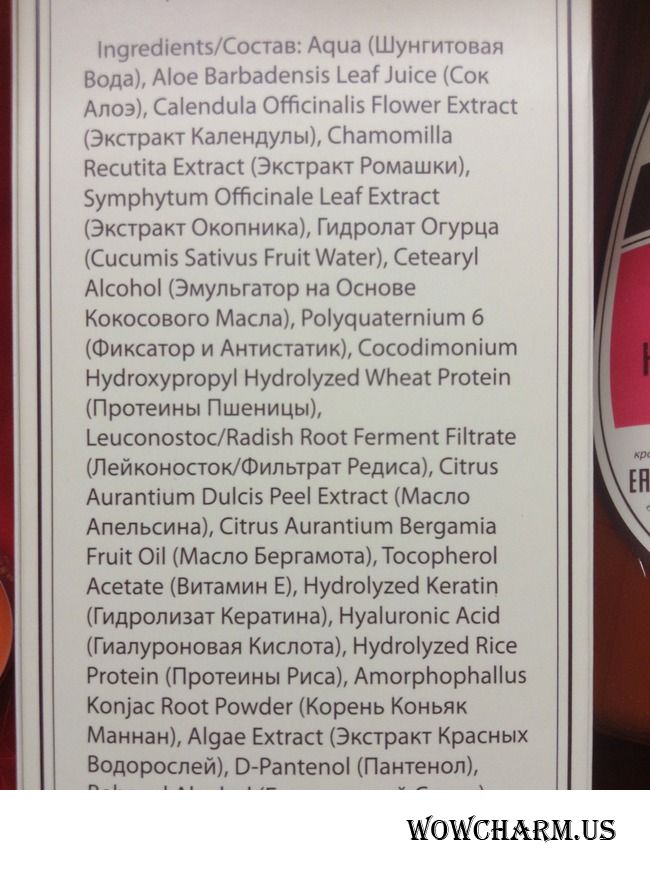 Ingredients/Состав: Aqua (Шунгитовая
Вода), Aloe Barbadensis Leaf Juice (Сок
Алоэ), Calendula Officinalis Flower Extract
(Экстракт Календулы), Chamomilla
Recutita Extract (Экстракт Ромашки),
Symphytum Officinale Leaf Extract
(Экстракт Окопника), Гидролат Огурца
(Cucumis Sativus Fruit Water), Cetearyl
Alcohol (Эмульгатор на Основе
Кокосового Масла), Polyquaternium 6
(Фиксатор и Антистатик), Cocodimonium
Hydroxypropyl Hydrolyzed Wheat Protein
(Протеины Пшеницы),
Leuconostoc/Radish Root Ferment Filtrate
(Лейконосток/Фильтрат Редиса), Citrus
Aurantium Dulcis Peel Extract (Масло
Апельсина), Citrus Aurantium Bergamia
Fruit Oil (Масло Бергамота), Tocopherol
Acetate (Витамин Е), Hydrolyzed Keratin
(Гидролизат Кератина), Hyaluronic Acid
(Гиалуроновая Кислота), Hydrolyzed Rice
Protein (Протеины Риса), Amorphophallus
Konjac Root Powder (Корень Коньяк
Маннан), Algae Extract (Экстракт Красных
Водорослей), D-Pantenol (Пантенол),
WOWCHARM.US